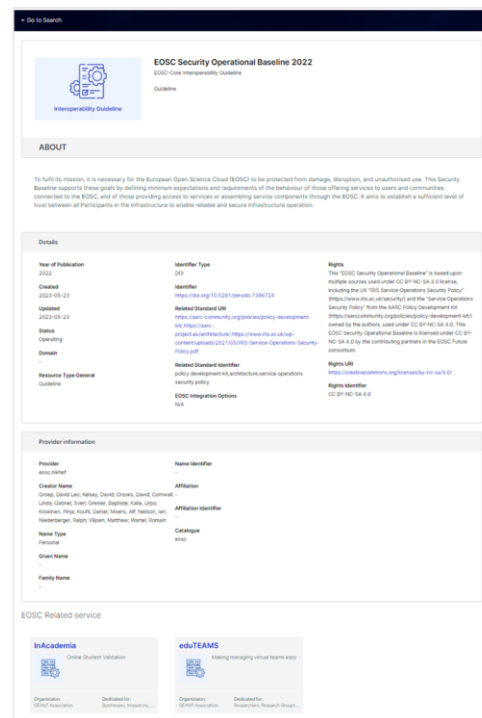 ← Go to Search
EOSC Security Operational Baseline 2022
EOSC-Core Interoperability Guideline
Guideline
Interoperability Guideline
ABOUT
To fulfil its mission, it is necessary for the European Open Science Cloud (EOSC) to be protected from damage, disruption, and unauthorised use. This Security
Baseline supports these goals by defining minimum expectations and requirements of the behaviour of those offering services to users and communities
connected to the EOSC, and of those providing access to services or assembling service components through the EOSC. It aims to establish a sufficient level of
trust between all Participants in the Infrastructure to enable reliable and secure Infrastructure operation.
Details
Year of Publication
2022
Created
2023-05-23
Updated
2023-05-23
Status
Operating
Domain
-
Resource Type General
Guideline
Identifier Type
DOI
Identifier
https://doi.org/10.5281/zenodo.7396724
Related Standard URI
https://aarc-community.org/policies/policy-development-
kit/,https://aarc-
project.eu/architecture/,https://www.iris.ac.uk/wp-
content/uploads/2021/05/IRIS-Service-Operations-Security-
Policy.pdf
Related Standard Identifier
policy development kit,architecture,service operations
security policy
EOSC Integration Options
N/A
Rights
This "EOSC Security Operational Baseline" is based upon
multiple sources used under CC BY-NC-SA 4.0 license,
including the UK "IRIS Service Operations Security Policy"
(https://www.iris.ac.uk/security/) and the "Service Operations
Security Policy" from the AARC Policy Development Kit
(https://aarccommunity.org/policies/policy-development-kit/)
owned by the authors, used under CC BY-NC-SA 4.0. This
EOSC Security Operational Baseline is licensed under CC BY-
NC-SA 4.0 by the contributing partners in the EOSC Future
consortium.
Rights URI
https://creativecommons.org/licenses/by-nc-sa/4.0/
Rights Identifier
CC BY-NC-SA 4.0
Provider information
Provider
eosc.nikhef
Creator Name
Groep, David Leo; Kelsey, David; Crooks, David; Cornwall,
Linda; Gabriel, Sven; Grenier, Baptiste; Kaila, Urpo;
Koskinen, Pinja; Kouřil, Daniel; Moens, Alf; Neilson, Ian;
Niederberger, Ralph; Viljoen, Matthew; Wartel, Romain
Name Type
Personal
Given Name
-
Family Name
-
Name Identifier
-
Affiliation
-
Affiliation Identifier
-
Catalogue
eosc
EOSC Related service
InAcademia
Online Student Validation
Organisation:
GÉANT Association
Dedicated for:
Businesses, Innovators, ...
eduTEAMS
Making managing virtual teams easy
Organisation:
GÉANT Association
Dedicated for:
Researchers, Research Groups...